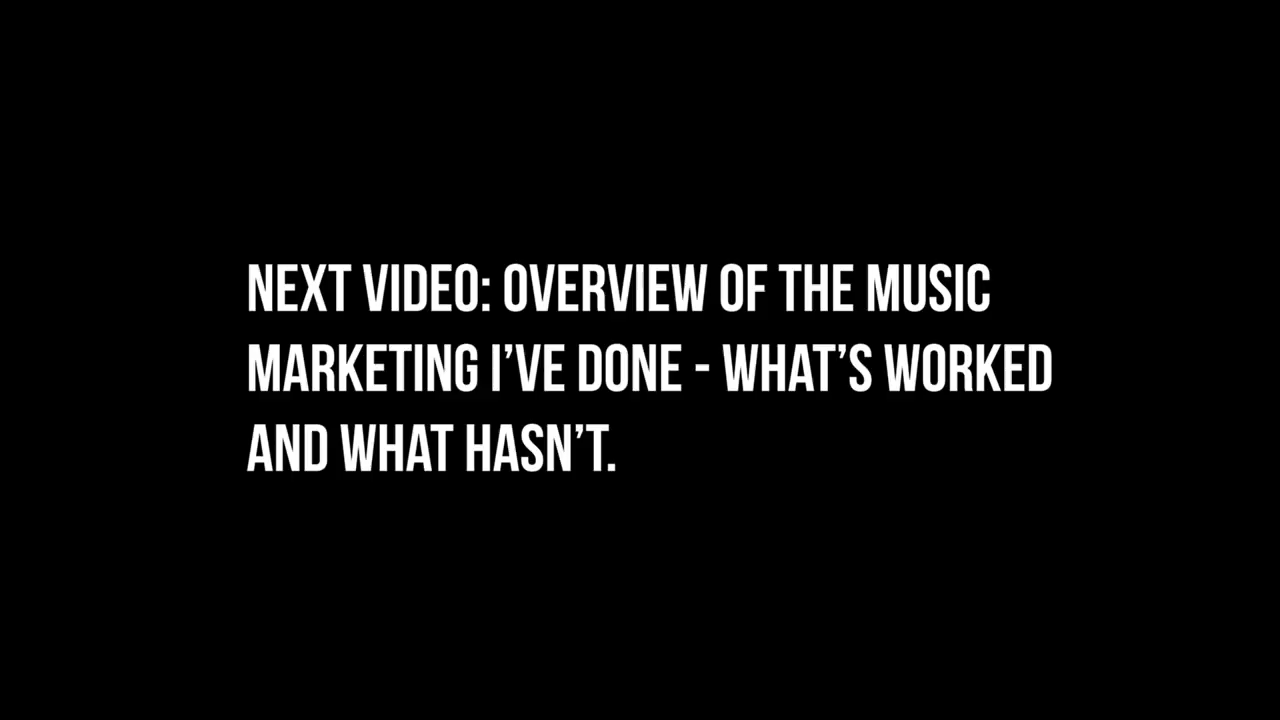 NEXT VIDEO: OVERVIEW OF THE MUSIC
MARKETING I’VE DONE - WHAT’S WORKED
AND WHAT HASN’T.